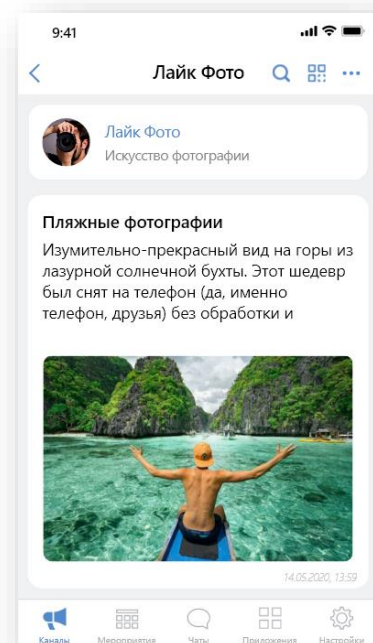 9:41
Лайк Фото
Лайк Фото
Искусство фотографии
Пляжные фотографии
Изумительно-прекрасный вид на горы из
лазурной солнечной бухты. Этот шедевр
был снят на телефон (да, именно
телефон, друзья) без обработки и
14.05.2020, 13:59
Каналы Мероприятия Чаты Приложения Настройки